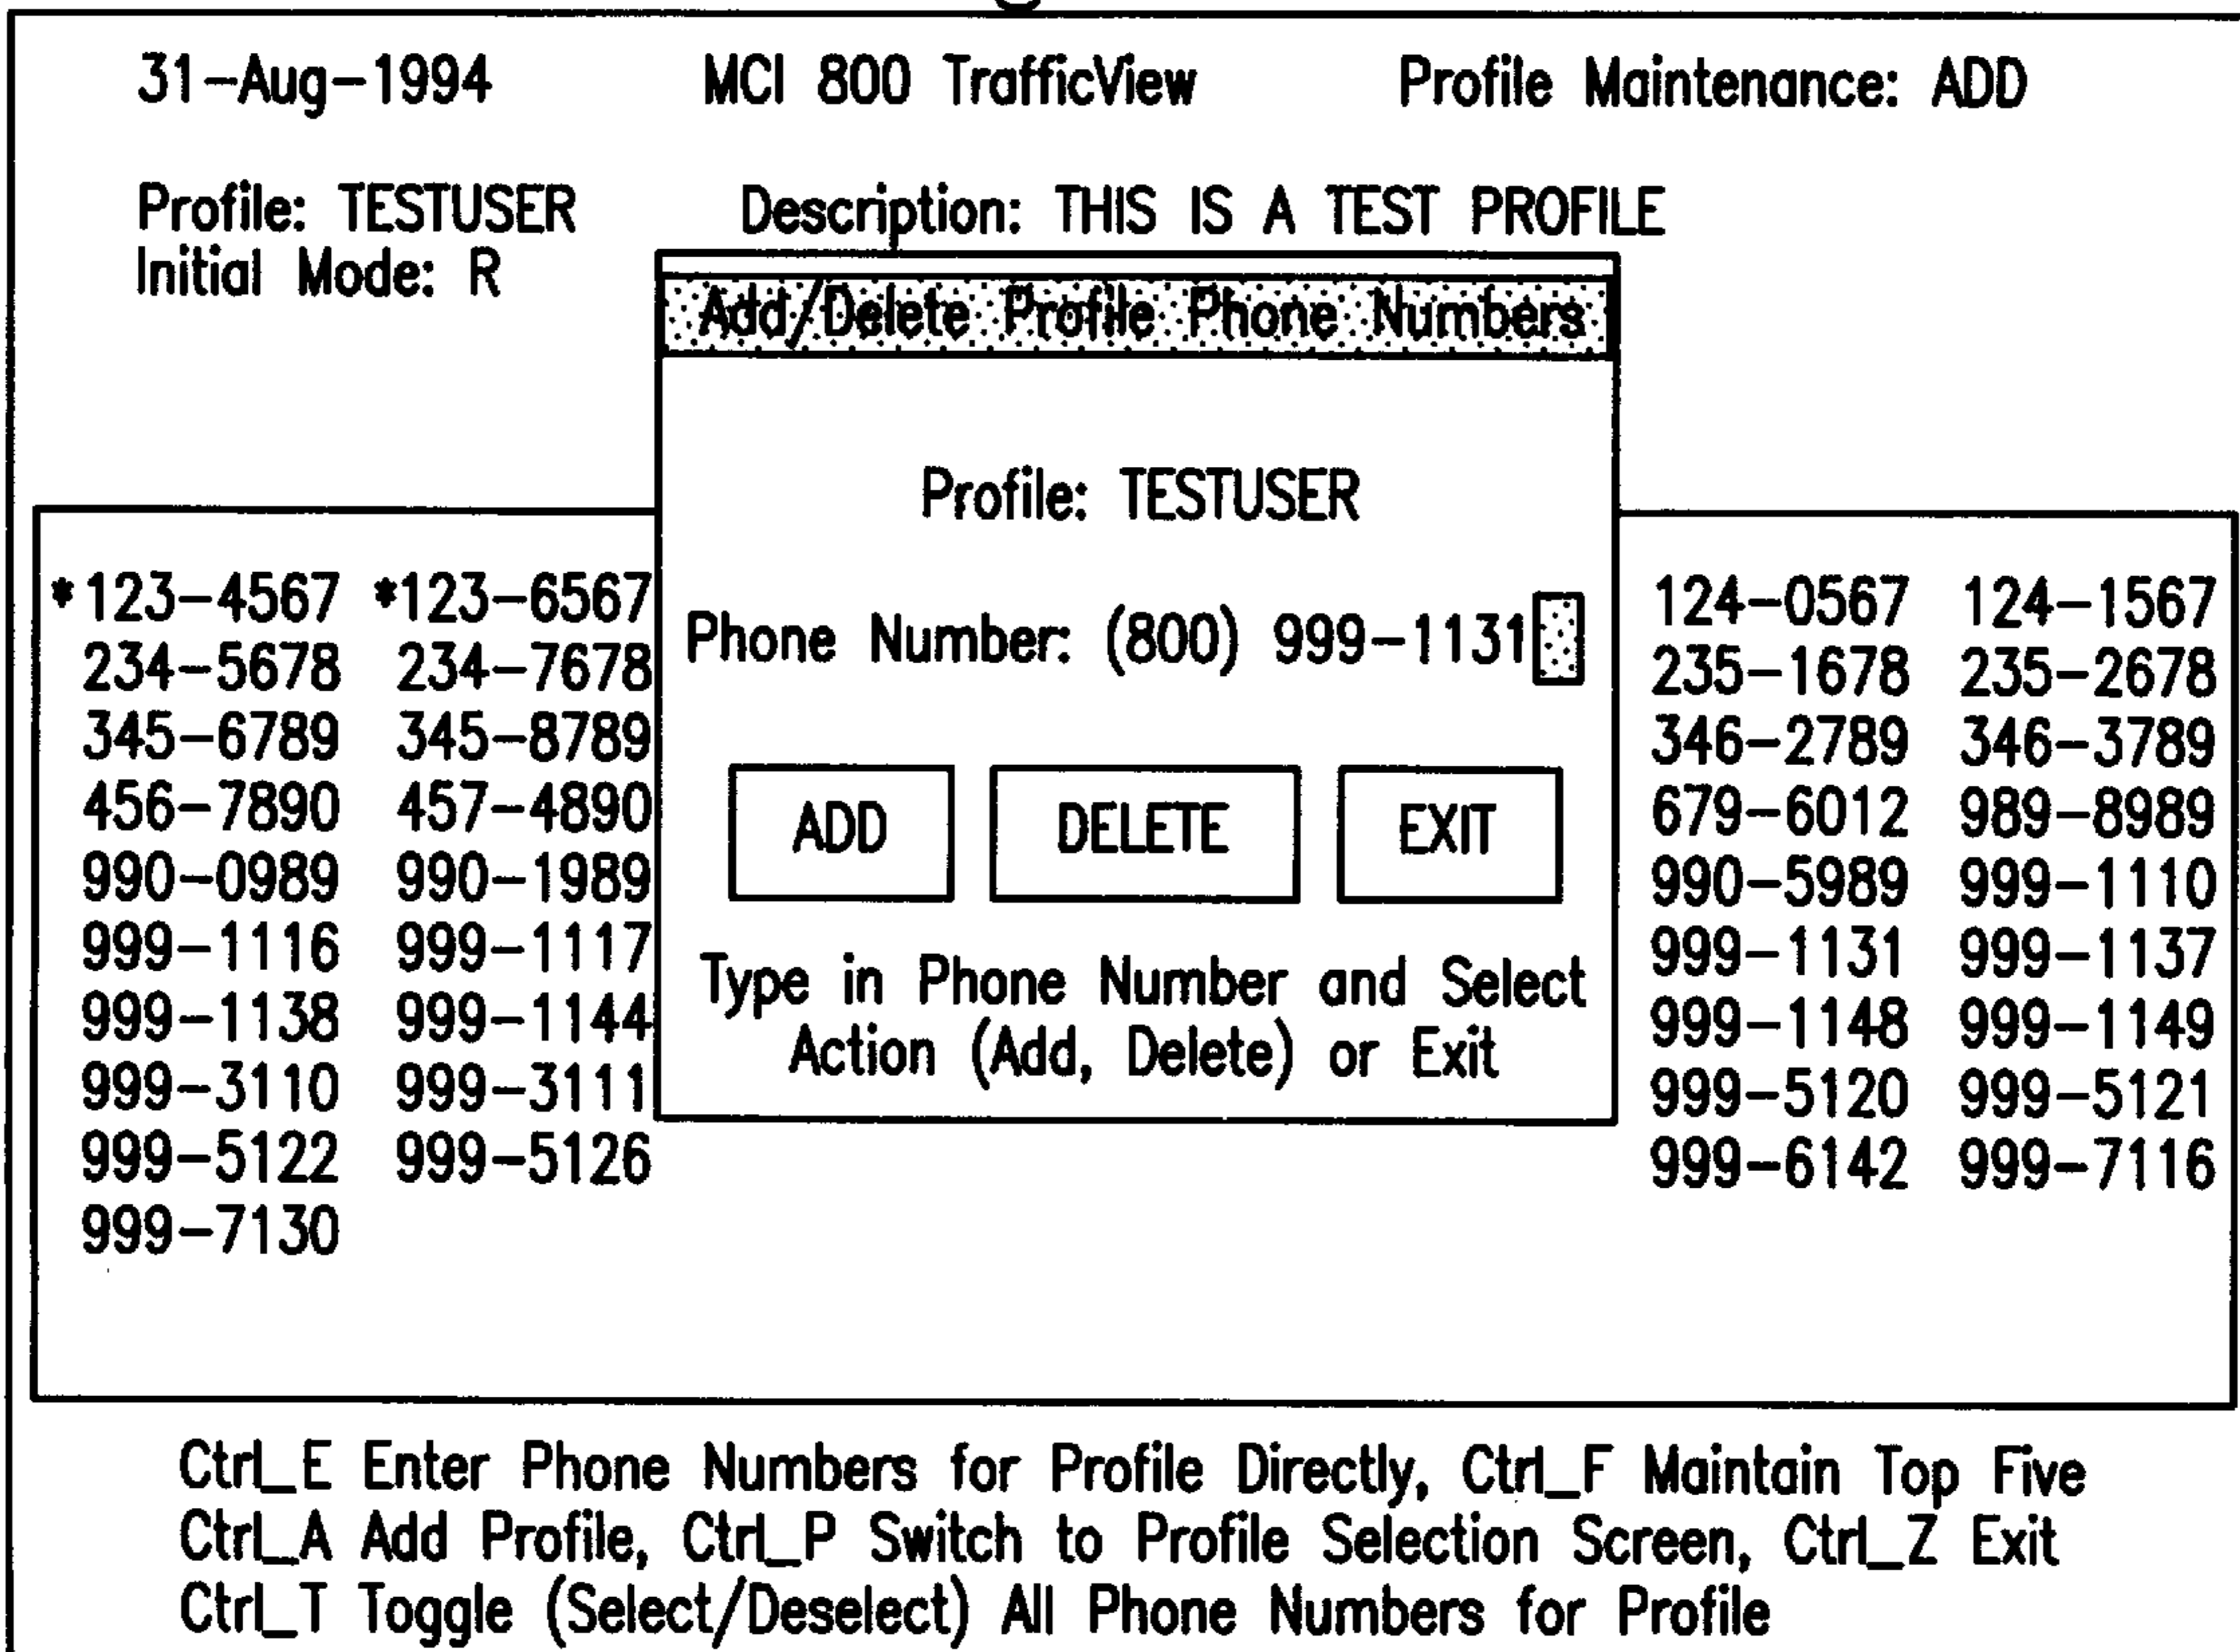 31-Aug-1994 MCI 800 TrafficView Profile Maintenance: ADD
Profile: TESTUSER Description: THIS IS A TEST PROFILE
Initial Mode: R
Add/Delete Profile Phone Numbers
Profile: TESTUSER
Phone Number: (800) 999-1131
ADD DELETE EXIT
Type in Phone Number and Select
Action (Add, Delete) or Exit
*123-4567 *123-6567 124-0567 124-1567
234-5678 234-7678 235-1678 235-2678
345-6789 345-8789 346-2789 346-3789
456-7890 457-4890 679-6012 989-8989
990-0989 990-1989 990-5989 999-1110
999-1116 999-1117 999-1131 999-1137
999-1138 999-1144 999-1148 999-1149
999-3110 999-3111 999-5120 999-5121
999-5122 999-5126 999-6142 999-7116
999-7130
Ctrl_E Enter Phone Numbers for Profile Directly, Ctrl_F Maintain Top Five
Ctrl_A Add Profile, Ctrl_P Switch to Profile Selection Screen, Ctrl_Z Exit
Ctrl_T Toggle (Select/Deselect) All Phone Numbers for Profile